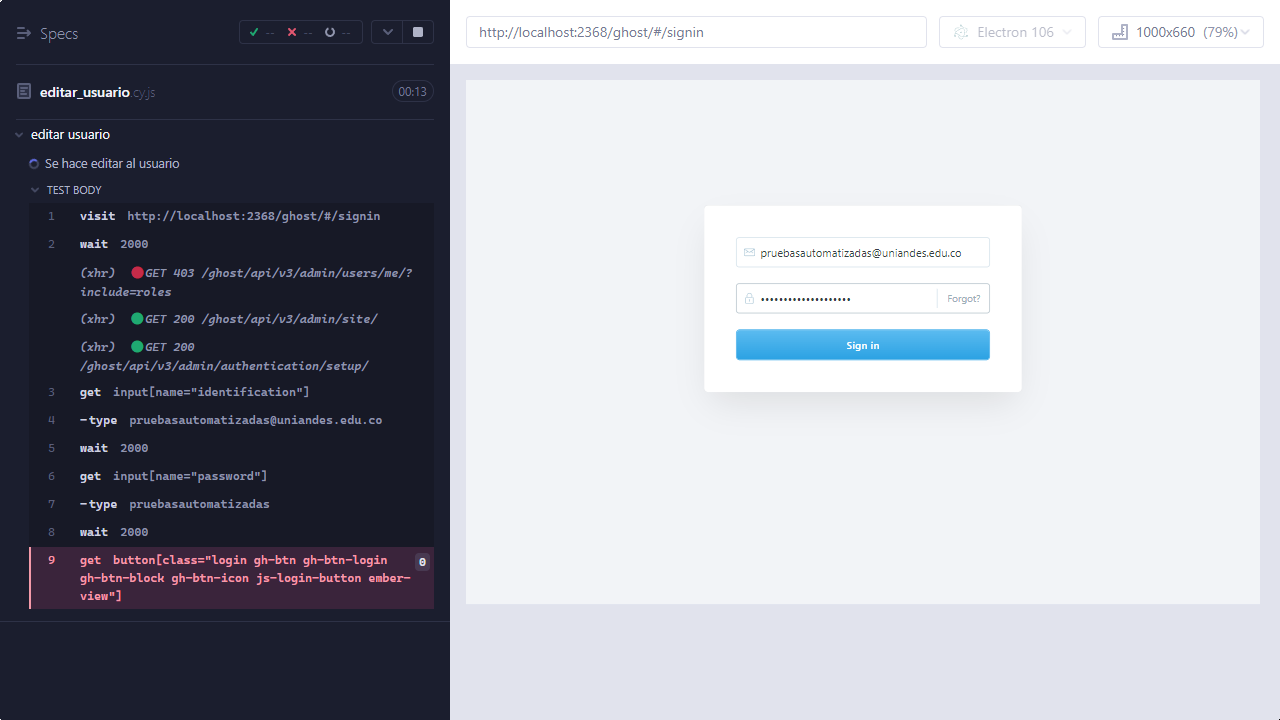 Specs
-- -- --
editar_usuario.cy.js
00:13
editar usuario
Se hace editar al usuario
TEST BODY
1 visit http://localhost:2368/ghost/#/signin
2 wait 2000
(xhr) GET 403 /ghost/api/v3/admin/users/me/?
include=roles
(xhr) GET 200 /ghost/api/v3/admin/site/
(xhr) GET 200
/ghost/api/v3/admin/authentication/setup/
3 get input[name="identification"]
4 -type pruebasautomatizadas@uniandes.edu.co
5 wait 2000
6 get input[name="password"]
7 -type pruebasautomatizadas
8 wait 2000
9 get button[class="login gh-btn gh-btn-login 0
gh-btn-block gh-btn-icon js-login-button ember-
view"]
http://localhost:2368/ghost/#/signin
Electron 106
1000x660 (79%)
pruebasautomatizadas@uniandes.edu.co
•••••••••••••••••••• Forgot?
Sign in